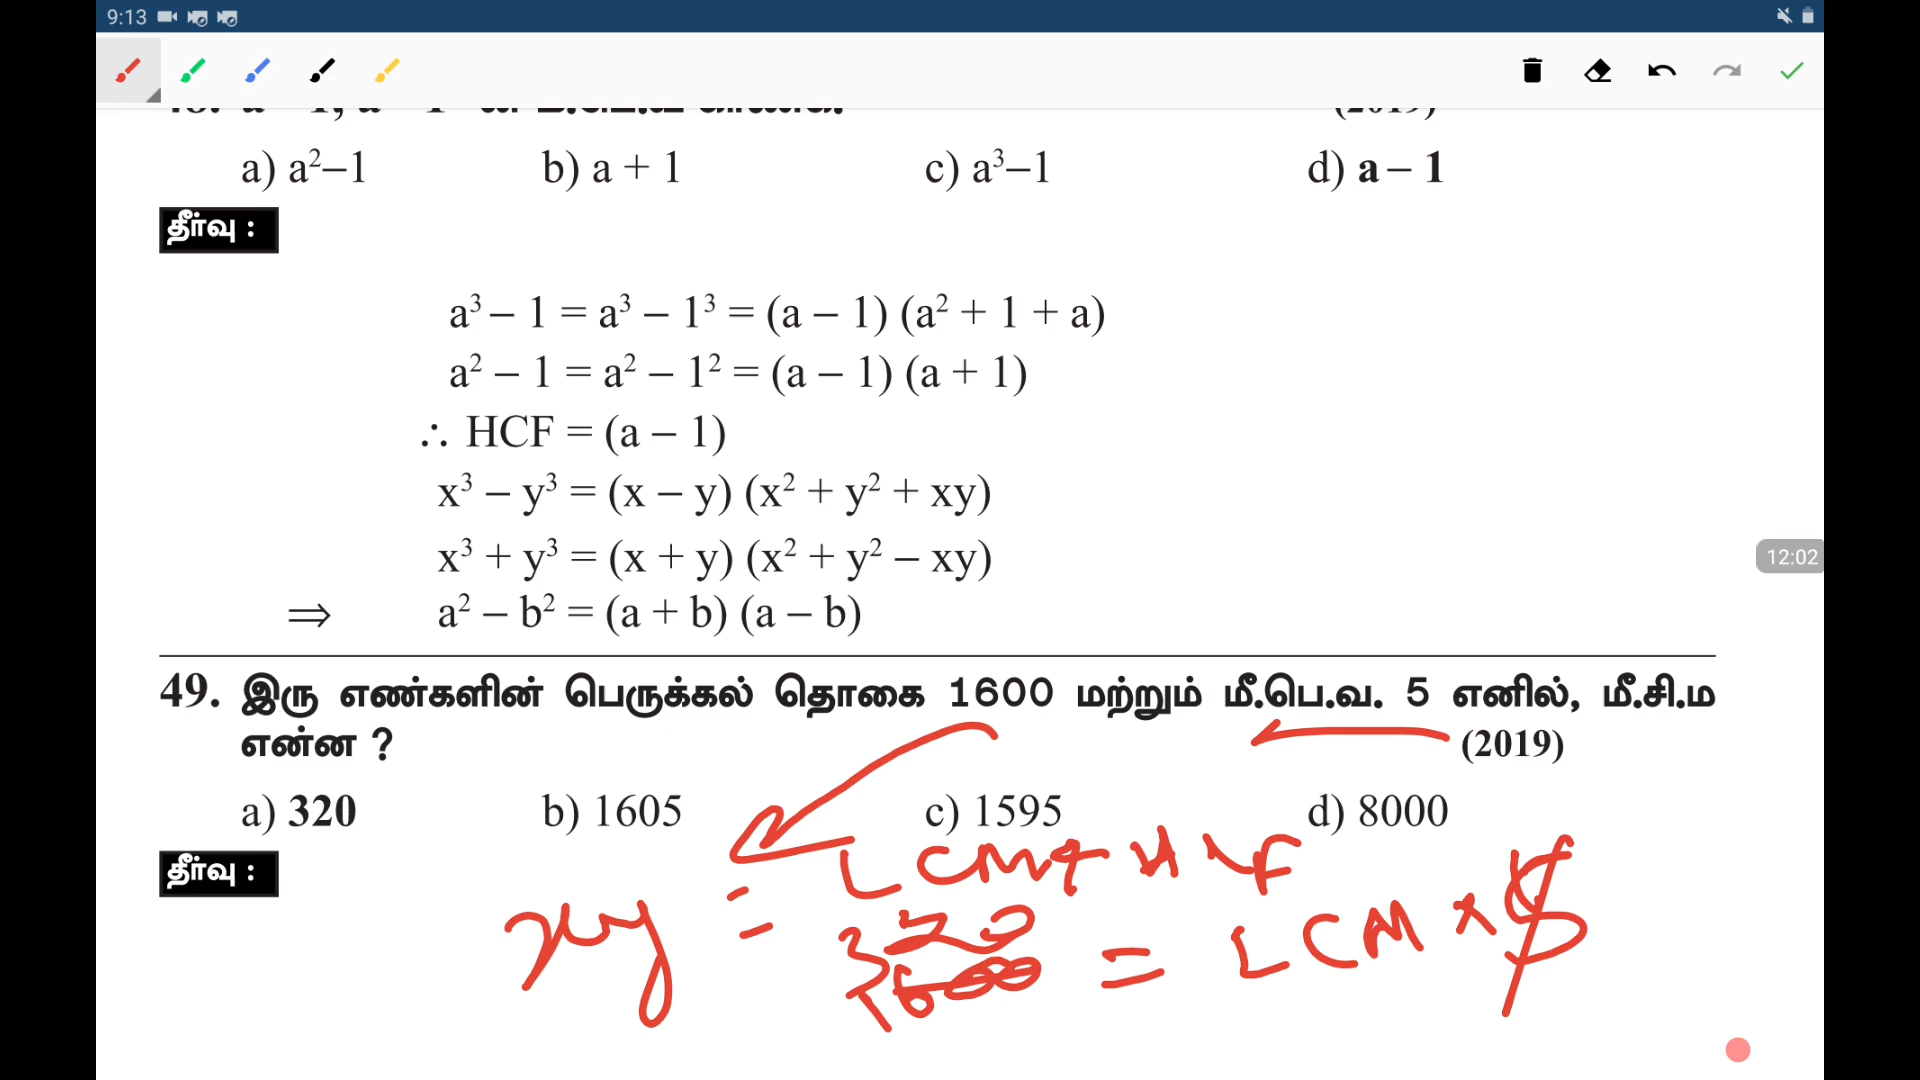 9:13
a) a²–1 b) a + 1 c) a³–1 d) a – 1
தீர்வு :
a³ – 1 = a³ – 1³ = (a – 1) (a² + 1 + a)
a² – 1 = a² – 1² = (a – 1) (a + 1)
∴ HCF = (a – 1)
x³ – y³ = (x – y) (x² + y² + xy)
12:02
x³ + y³ = (x + y) (x² + y² – xy)
⇒ a² – b² = (a + b) (a – b)
49. இரு எண்களின் பெருக்கல் தொகை 1600 மற்றும் மீ.பெ.வ. 5 எனில், மீ.சி.ம
என்ன ? (2019)
a) 320 b) 1605 c) 1595 d) 8000
தீர்வு :
xy = LCM
1600 = LCM × 5